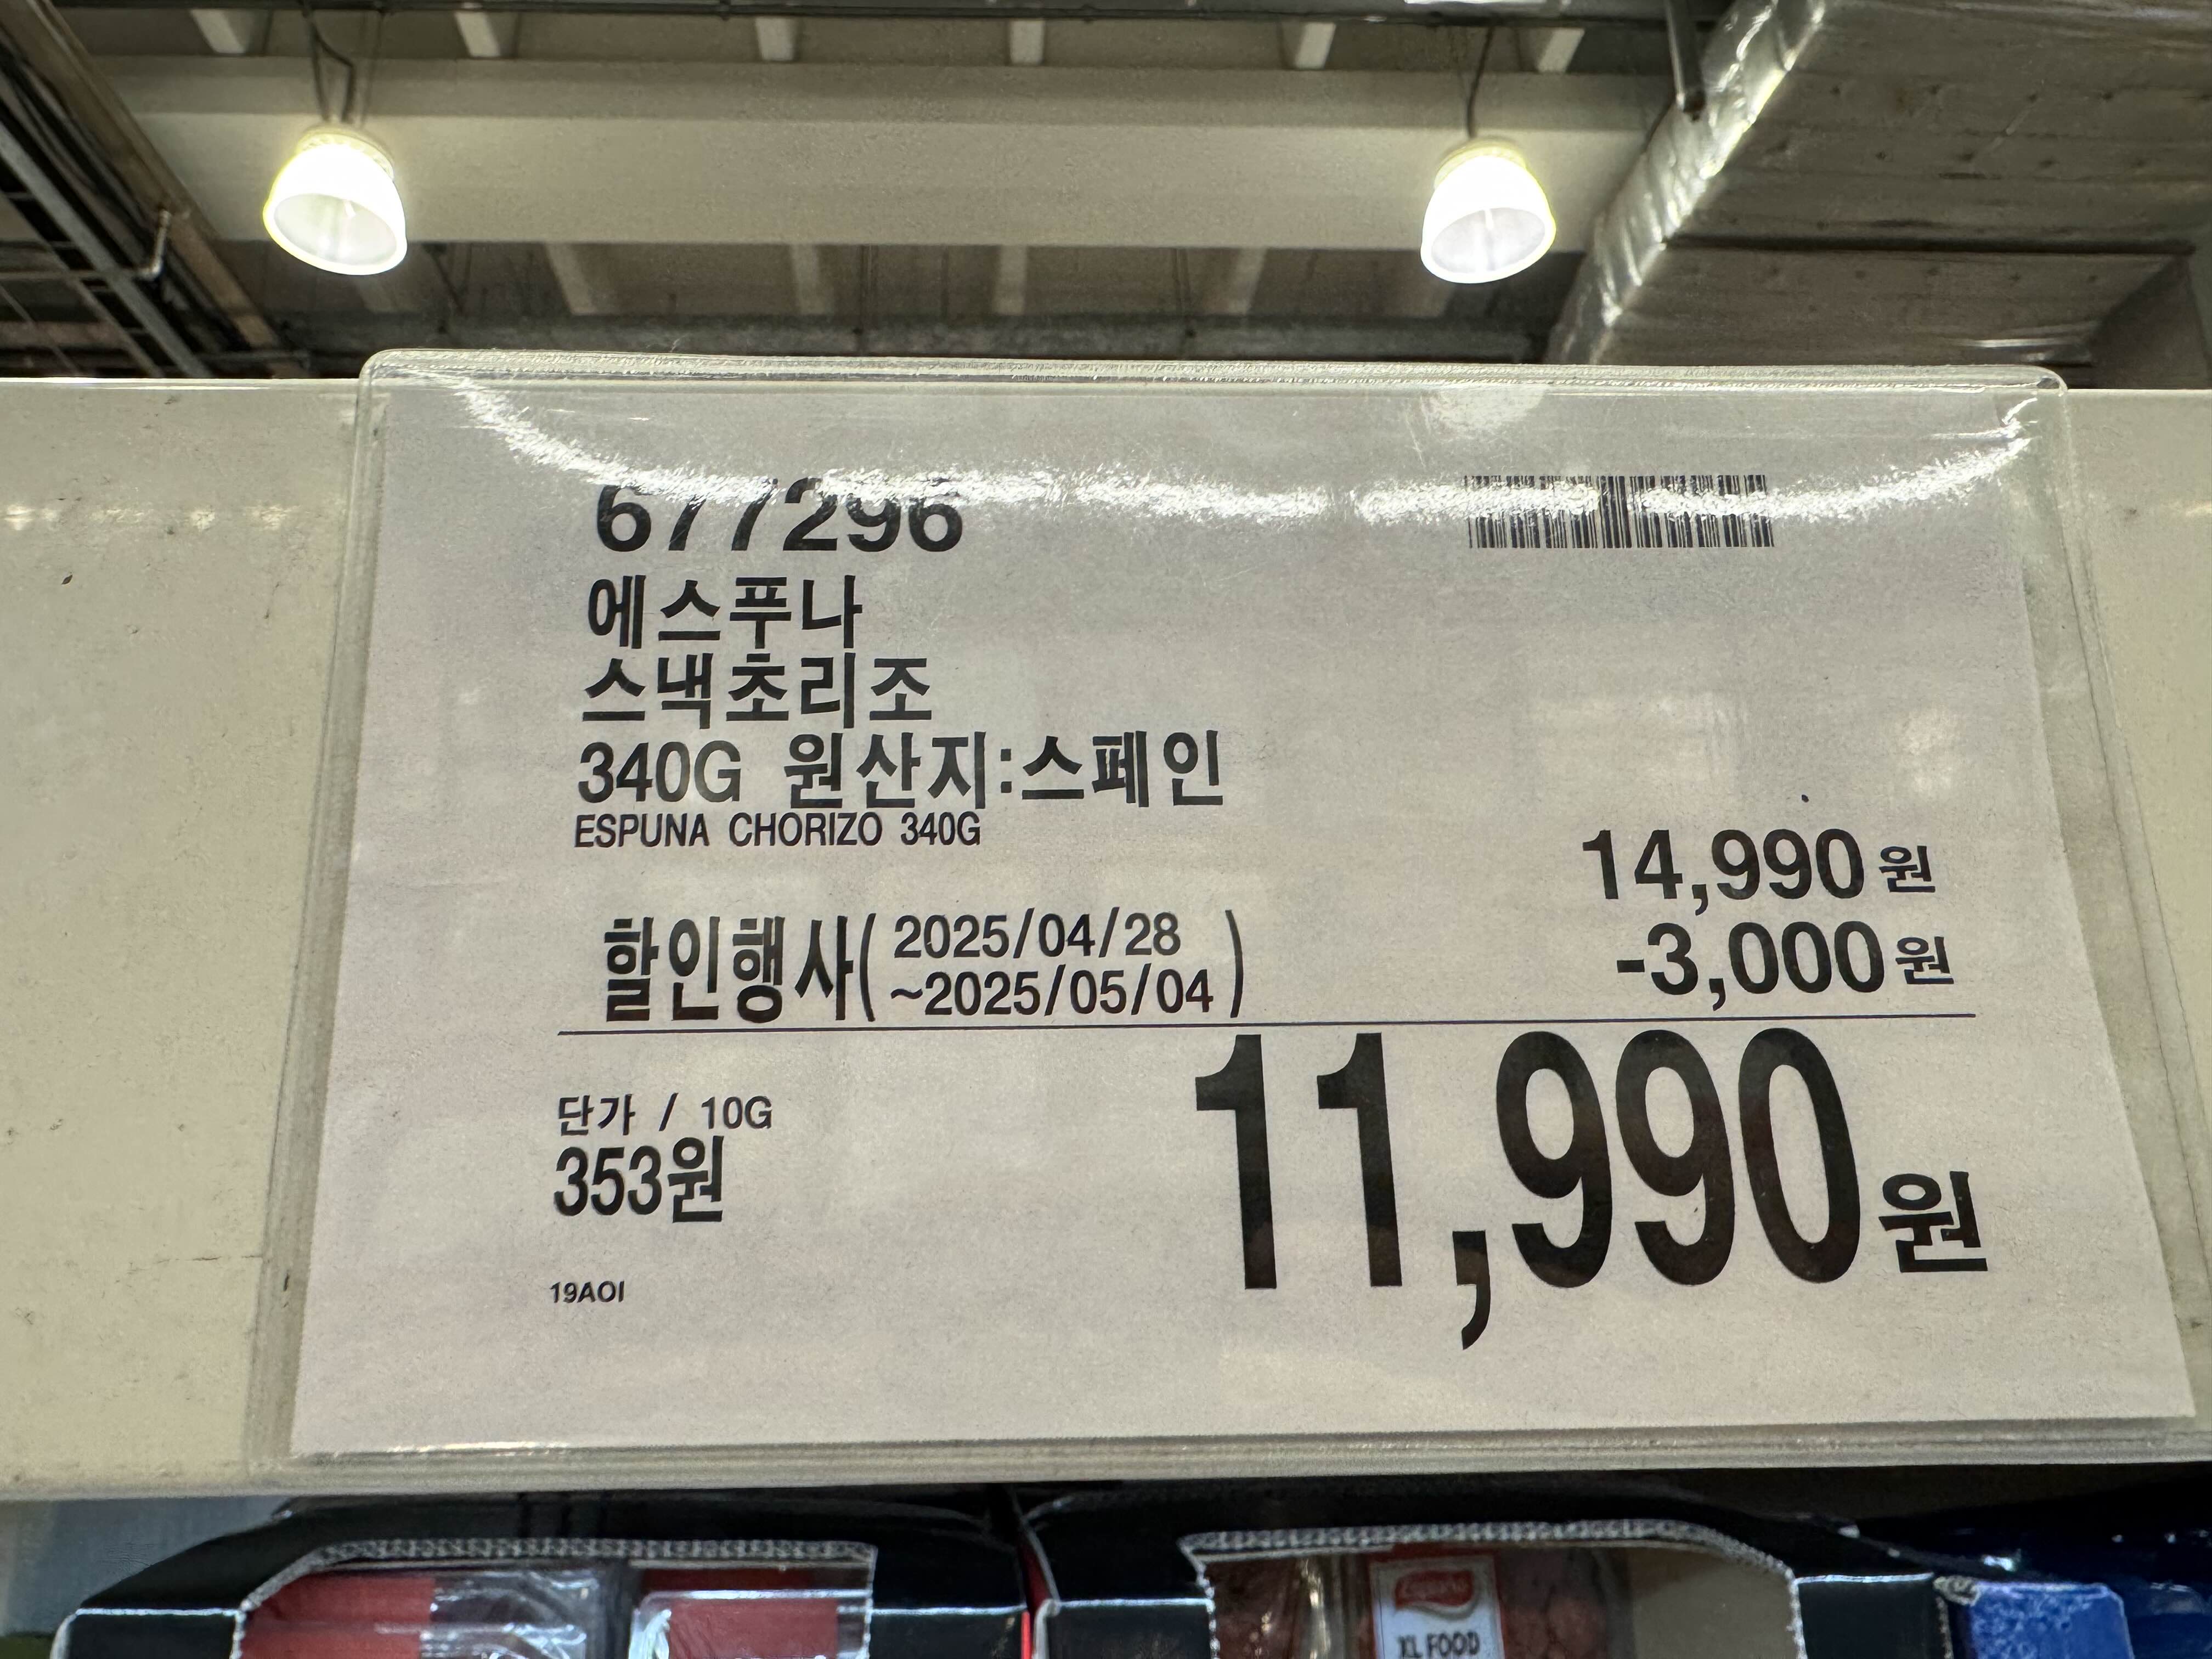 677296
에스푸나
스낵초리조
340G 원산지:스페인
ESPUNA CHORIZO 340G
14,990원
할인행사( 2025/04/28
~2025/05/04 )
-3,000원
11,990원
단가 / 10G
353원
19AOI
XL FOOD